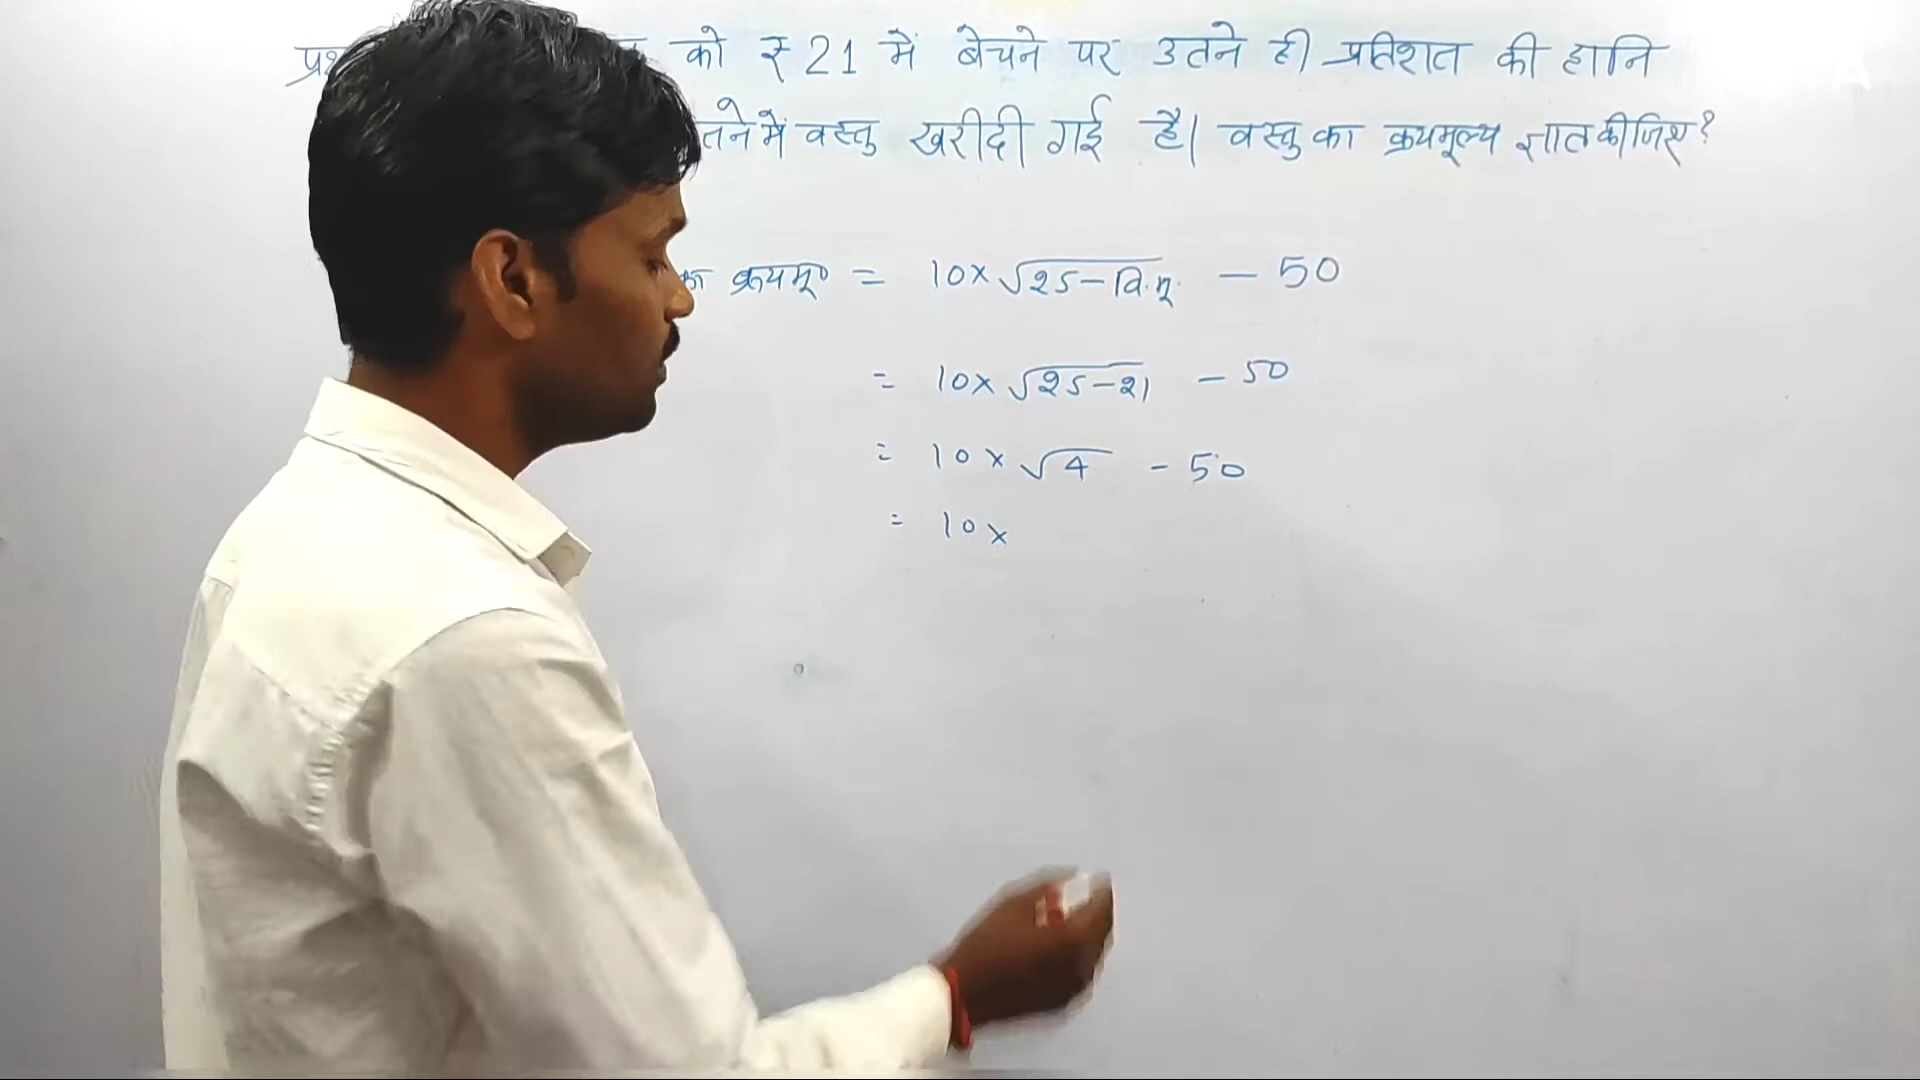 को ₹ 21 में बेचने पर उतने ही प्रतिशत की हानि
तने में वस्तु खरीदी गई है। वस्तु का क्रयमूल्य ज्ञात कीजिए?
का क्रयमू० = 10×√25-वि.मू. - 50
= 10×√25-21 - 50
= 10×√4 - 50
= 10×